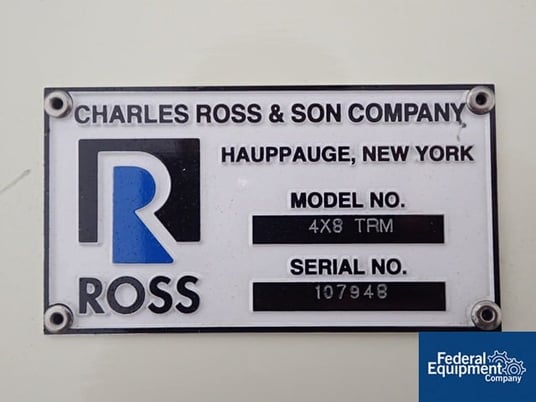 CHARLES ROSS & SON COMPANY
HAUPPAUGE, NEW YORK
MODEL NO.
4X8 TRM
SERIAL NO.
107948
R
ROSS
Federal
Equipment
Company